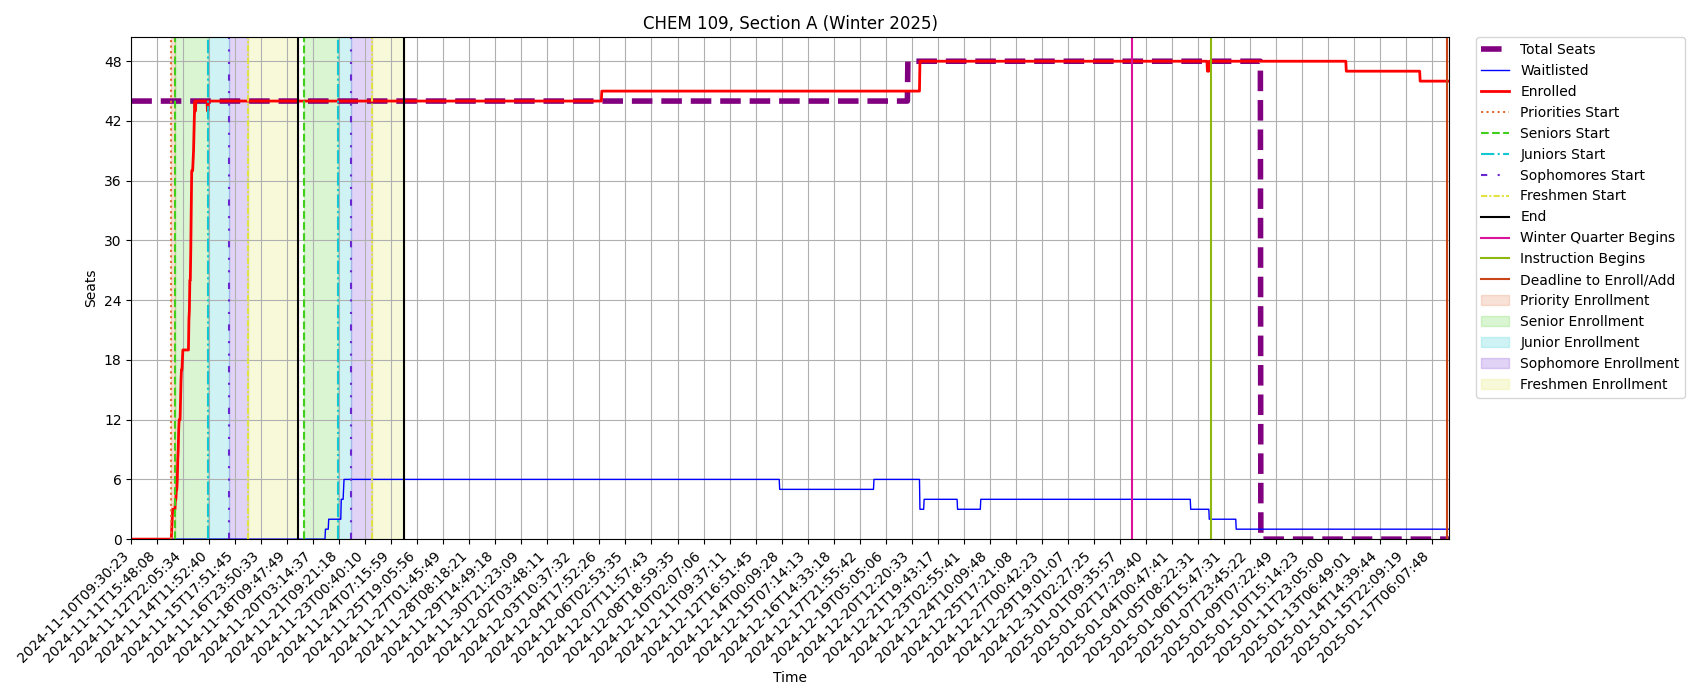 CHEM 109, Section A (Winter 2025)
Seats
48
42
36
30
24
18
12
6
0
2024-11-10T09:30:23
2024-11-11T15:48:08
2024-11-12T22:05:34
2024-11-14T11:52:40
2024-11-15T17:51:45
2024-11-16T23:50:33
2024-11-18T09:47:49
2024-11-20T03:14:37
2024-11-21T09:21:18
2024-11-23T00:40:10
2024-11-24T07:15:59
2024-11-25T19:05:56
2024-11-27T01:45:49
2024-11-28T08:18:21
2024-11-29T14:49:18
2024-11-30T21:23:09
2024-12-02T03:48:11
2024-12-03T10:37:32
2024-12-04T17:52:26
2024-12-06T02:53:35
2024-12-07T11:57:43
2024-12-08T18:59:35
2024-12-10T02:07:06
2024-12-11T09:37:11
2024-12-12T16:51:45
2024-12-14T00:09:28
2024-12-15T07:14:13
2024-12-16T14:33:18
2024-12-17T21:55:42
2024-12-19T05:05:06
2024-12-20T12:20:33
2024-12-21T19:43:17
2024-12-23T02:55:41
2024-12-24T10:09:48
2024-12-25T17:21:08
2024-12-27T00:42:23
2024-12-29T19:01:07
2024-12-31T02:27:25
2025-01-01T09:35:57
2025-01-02T17:29:40
2025-01-04T00:47:41
2025-01-05T08:22:31
2025-01-06T15:47:31
2025-01-07T23:45:22
2025-01-09T07:22:49
2025-01-10T15:14:23
2025-01-11T23:05:00
2025-01-13T06:49:01
2025-01-14T14:39:44
2025-01-15T22:09:19
2025-01-17T06:07:48
Time
Total Seats
Waitlisted
Enrolled
Priorities Start
Seniors Start
Juniors Start
Sophomores Start
Freshmen Start
End
Winter Quarter Begins
Instruction Begins
Deadline to Enroll/Add
Priority Enrollment
Senior Enrollment
Junior Enrollment
Sophomore Enrollment
Freshmen Enrollment